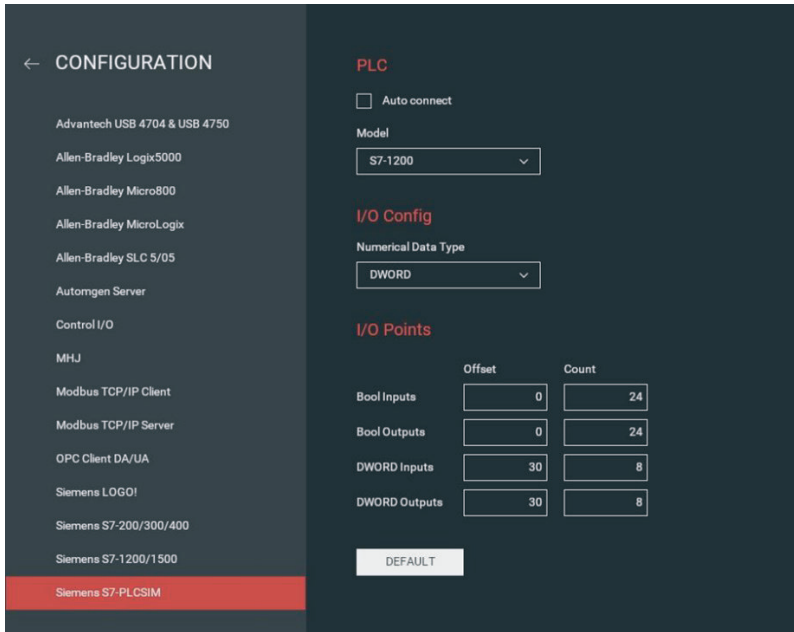 ← CONFIGURATION
Advantech USB 4704 & USB 4750
Allen-Bradley Logix5000
Allen-Bradley Micro800
Allen-Bradley MicroLogix
Allen-Bradley SLC 5/05
Automgen Server
Control I/O
MHJ
Modbus TCP/IP Client
Modbus TCP/IP Server
OPC Client DA/UA
Siemens LOGO!
Siemens S7-200/300/400
Siemens S7-1200/1500
Siemens S7-PLCSIM
PLC
Auto connect
Model
S7-1200
I/O Config
Numerical Data Type
DWORD
I/O Points
Offset Count
Bool Inputs 0 24
Bool Outputs 0 24
DWORD Inputs 30 8
DWORD Outputs 30 8
DEFAULT